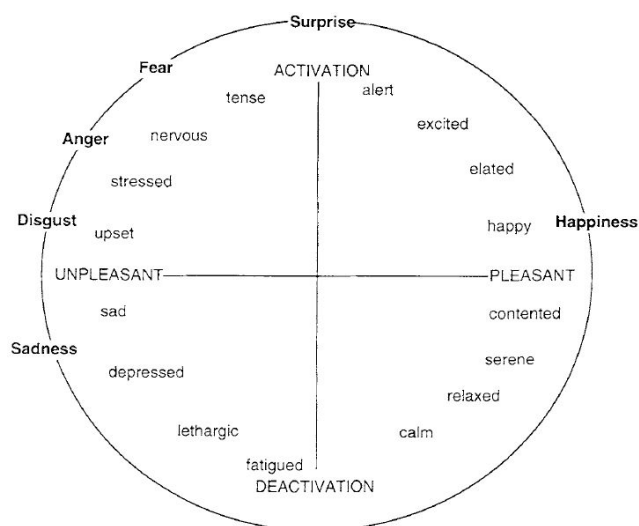 Surprise
Fear
ACTIVATION
tense
alert
Anger
nervous
excited
stressed
elated
Disgust
upset
happy
Happiness
UNPLEASANT
PLEASANT
sad
contented
Sadness
depressed
serene
relaxed
lethargic
calm
fatigued
DEACTIVATION